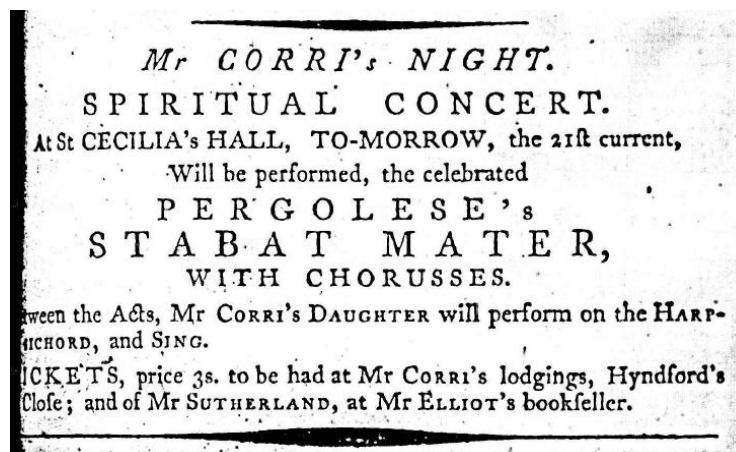 Mr CORRI's NIGHT.
SPIRITUAL CONCERT.
At St CECILIA's HALL, TO-MORROW, the 21ſt current,
Will be performed, the celebrated
PERGOLESE's
STABAT MATER,
WITH CHORUSSES.
tween the Acts, Mr CORRI's DAUGHTER will perform on the HARP-
ICHORD, and SING.
ICKETS, price 3s. to be had at Mr CORRI's lodgings, Hyndford's
Cloſe; and of Mr SUTHERLAND, at Mr ELLIOT's bookſeller.